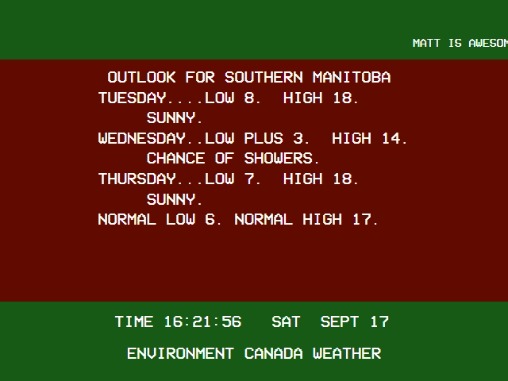 MATT IS AWESOM
OUTLOOK FOR SOUTHERN MANITOBA
TUESDAY....LOW 8. HIGH 18.
SUNNY.
WEDNESDAY..LOW PLUS 3. HIGH 14.
CHANCE OF SHOWERS.
THURSDAY...LOW 7. HIGH 18.
SUNNY.
NORMAL LOW 6. NORMAL HIGH 17.
TIME 16:21:56 SAT SEPT 17
ENVIRONMENT CANADA WEATHER